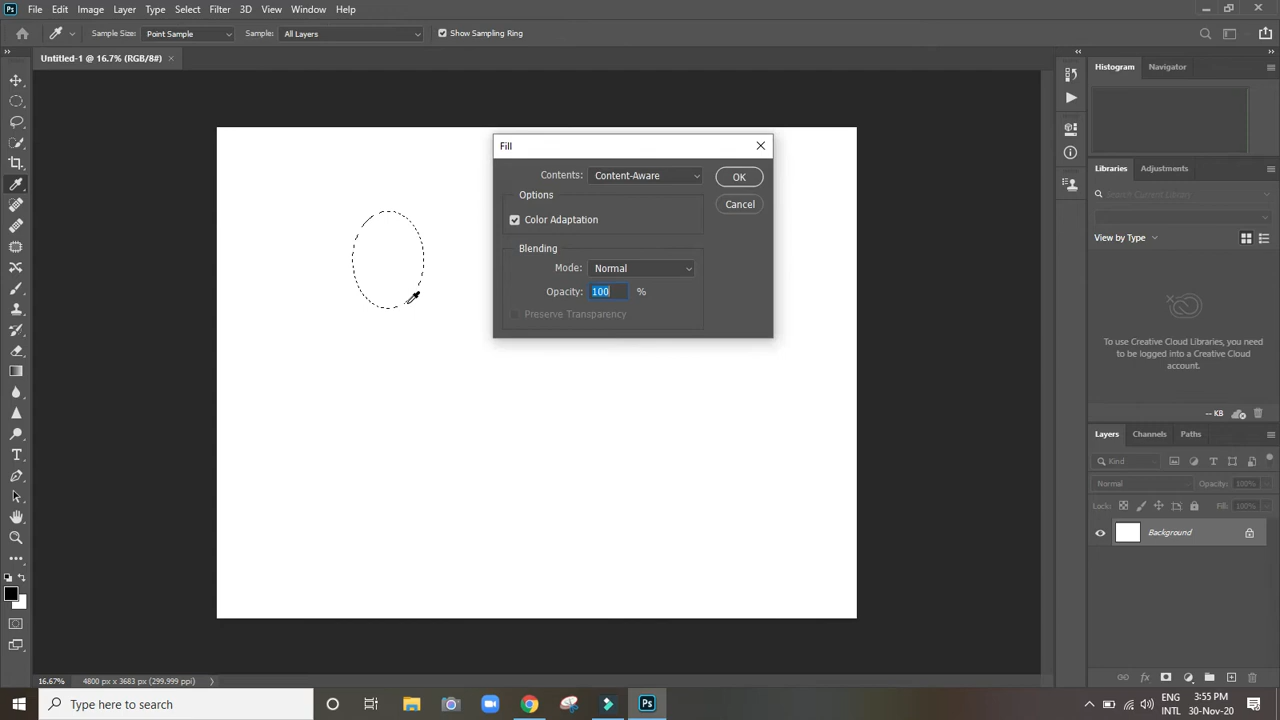 Ps File Edit Image Layer Type Select Filter 3D View Window Help
Sample Size: Point Sample Sample: All Layers Show Sampling Ring
Untitled-1 @ 16.7% (RGB/8#)
Histogram Navigator
Fill
Contents: Content-Aware
OK
Options
Cancel
Color Adaptation
Blending
Mode: Normal
Opacity: 100 %
Preserve Transparency
Libraries Adjustments
Search Current Library
View by Type
To use Creative Cloud Libraries, you need
to be logged into a Creative Cloud
account.
-- KB
Layers Channels Paths
Kind
Normal Opacity: 100%
Lock: Fill: 100%
Background
16.67% 4800 px x 3683 px (299.999 ppi)
Type here to search
Ps
ENG
INTL
3:55 PM
30-Nov-20